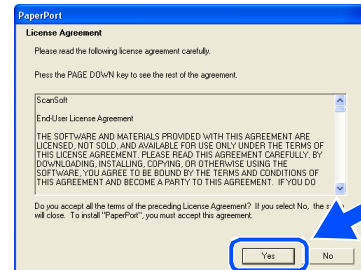 PaperPort
License Agreement
Please read the following license agreement carefully.
Press the PAGE DOWN key to see the rest of the agreement.
ScanSoft
End-User License Agreement
THE SOFTWARE AND MATERIALS PROVIDED WITH THIS AGREEMENT ARE
LICENSED, NOT SOLD, AND AVAILABLE FOR USE ONLY UNDER THE TERMS OF
THIS LICENSE AGREEMENT. PLEASE READ THIS AGREEMENT CAREFULLY. BY
DOWNLOADING, INSTALLING, COPYING, OR OTHERWISE USING THE
SOFTWARE, YOU AGREE TO BE BOUND BY THE TERMS AND CONDITIONS OF
THIS AGREEMENT AND BECOME A PARTY TO THIS AGREEMENT. IF YOU DO
Do you accept all the terms of the preceding License Agreement? If you select No, the
will close. To install "PaperPort", you must accept this agreement.
Yes
No